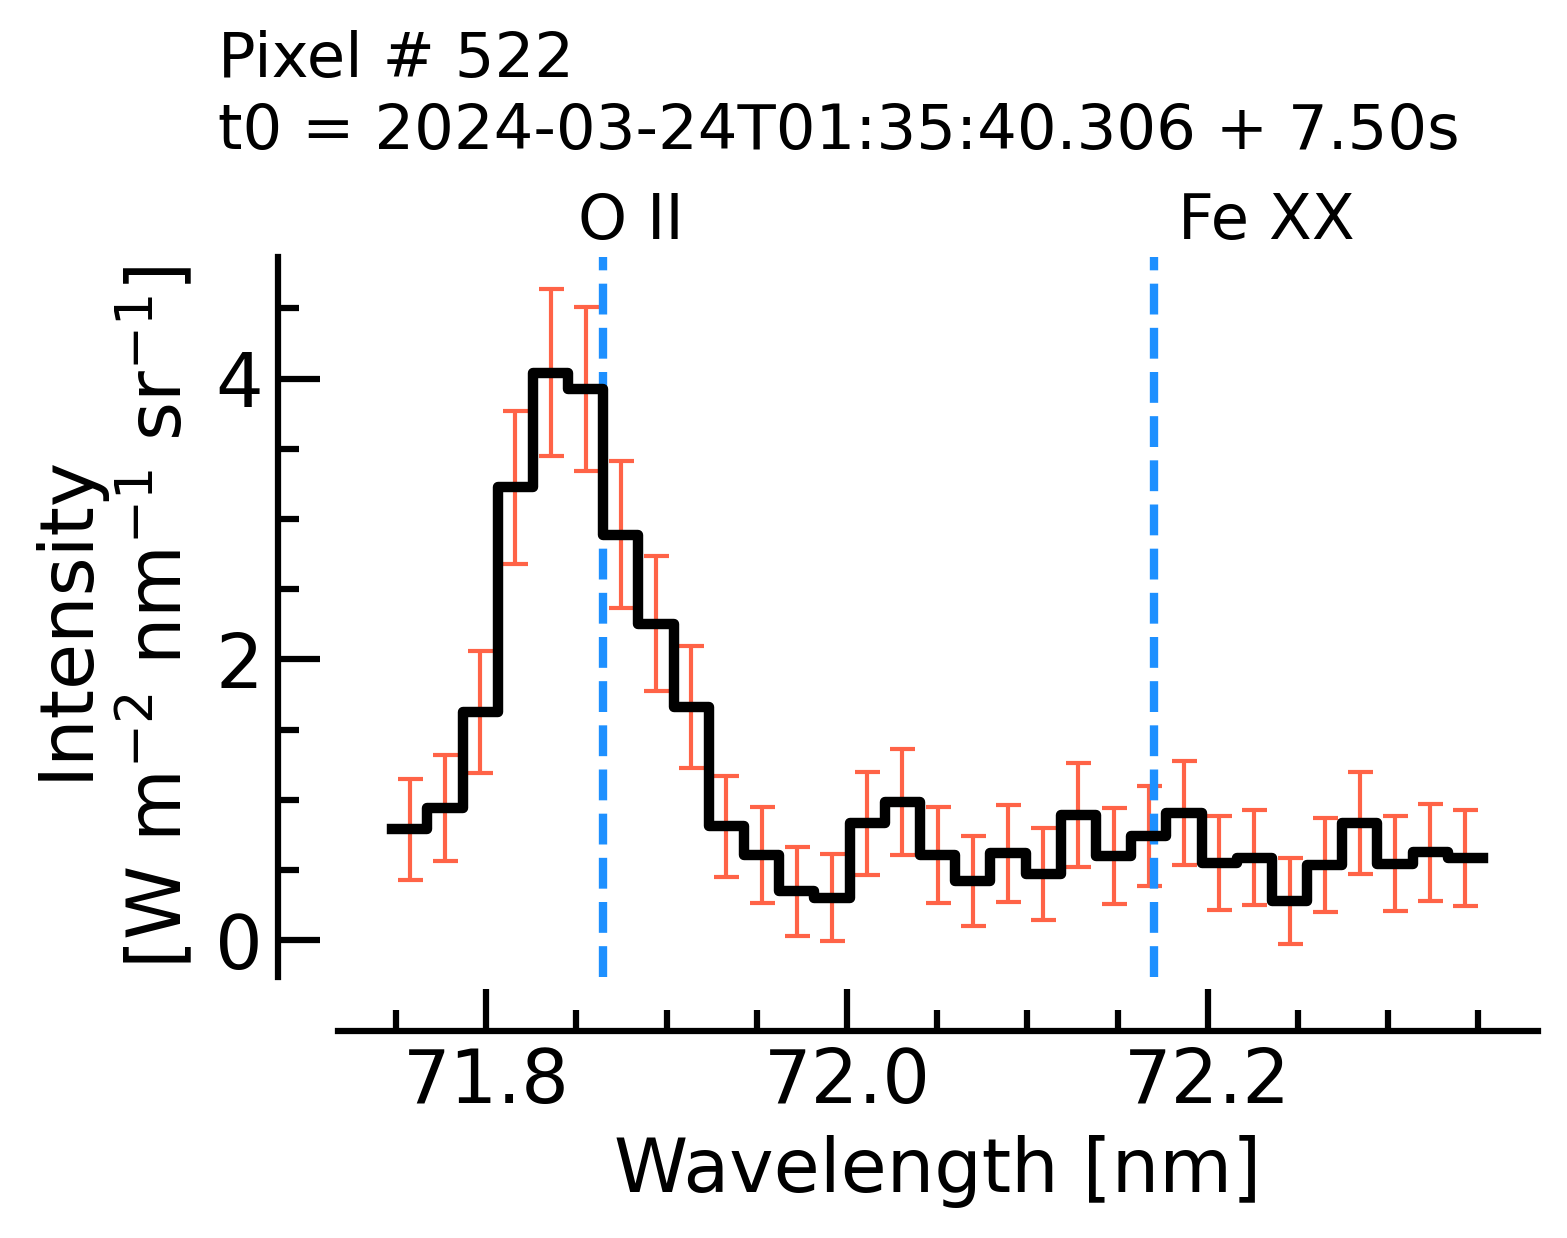 Pixel # 522
t0 = 2024-03-24T01:35:40.306 + 7.50s
O II
Fe XX
Intensity
[W m⁻² nm⁻¹ sr⁻¹]
4
2
0
71.8
72.0
72.2
Wavelength [nm]